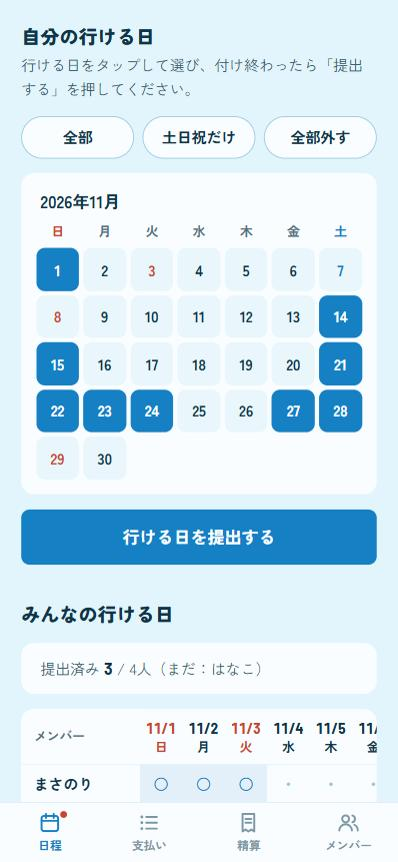 自分の行ける日
行ける日をタップして選び、付け終わったら「提出
する」を押してください。
全部 土日祝だけ 全部外す
2026年11月
日 月 火 水 木 金 土
1 2 3 4 5 6 7
8 9 10 11 12 13 14
15 16 17 18 19 20 21
22 23 24 25 26 27 28
29 30
行ける日を提出する
みんなの行ける日
提出済み 3 / 4人（まだ：はなこ）
メンバー 11/1 11/2 11/3 11/4 11/5
日 月 火 水 木 金
まさのり ○ ○ ○ ・ ・ ・
日程 支払い 精算 メンバー